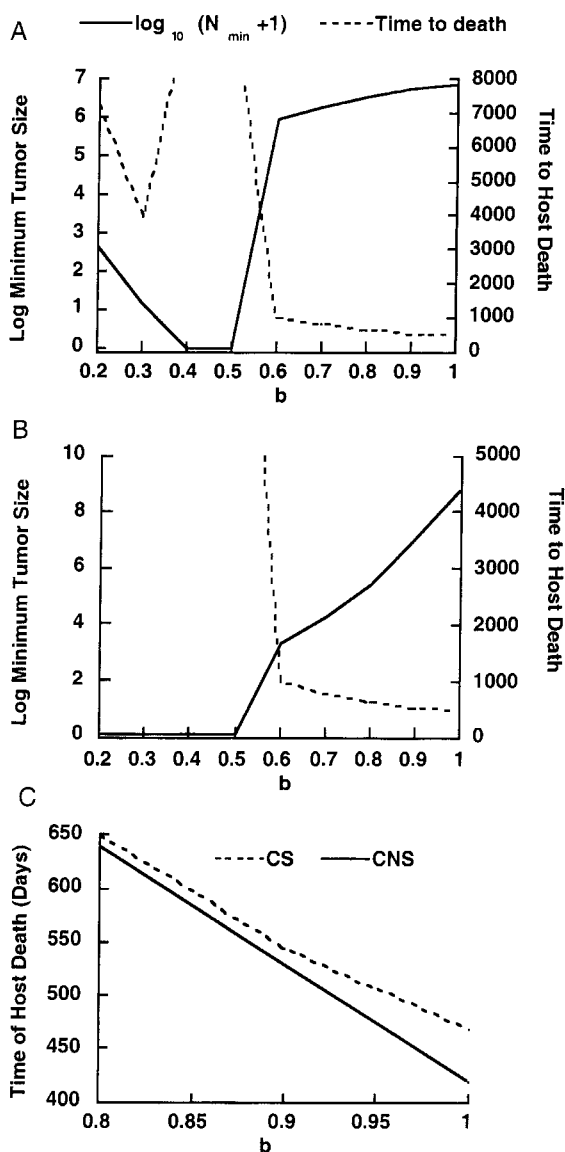 A
log 10 (N min +1) Time to death
7
6
5
4
3
2
1
0
Log Minimum Tumor Size
8000
7000
6000
5000
4000
3000
2000
1000
0
Time to Host Death
0.2 0.3 0.4 0.5 0.6 0.7 0.8 0.9 1
b
B
10
8
6
4
2
0
Log Minimum Tumor Size
5000
4000
3000
2000
1000
0
Time to Host Death
0.2 0.3 0.4 0.5 0.6 0.7 0.8 0.9 1
b
C
CS CNS
650
600
550
500
450
400
Time of Host Death (Days)
0.8 0.85 0.9 0.95 1
b